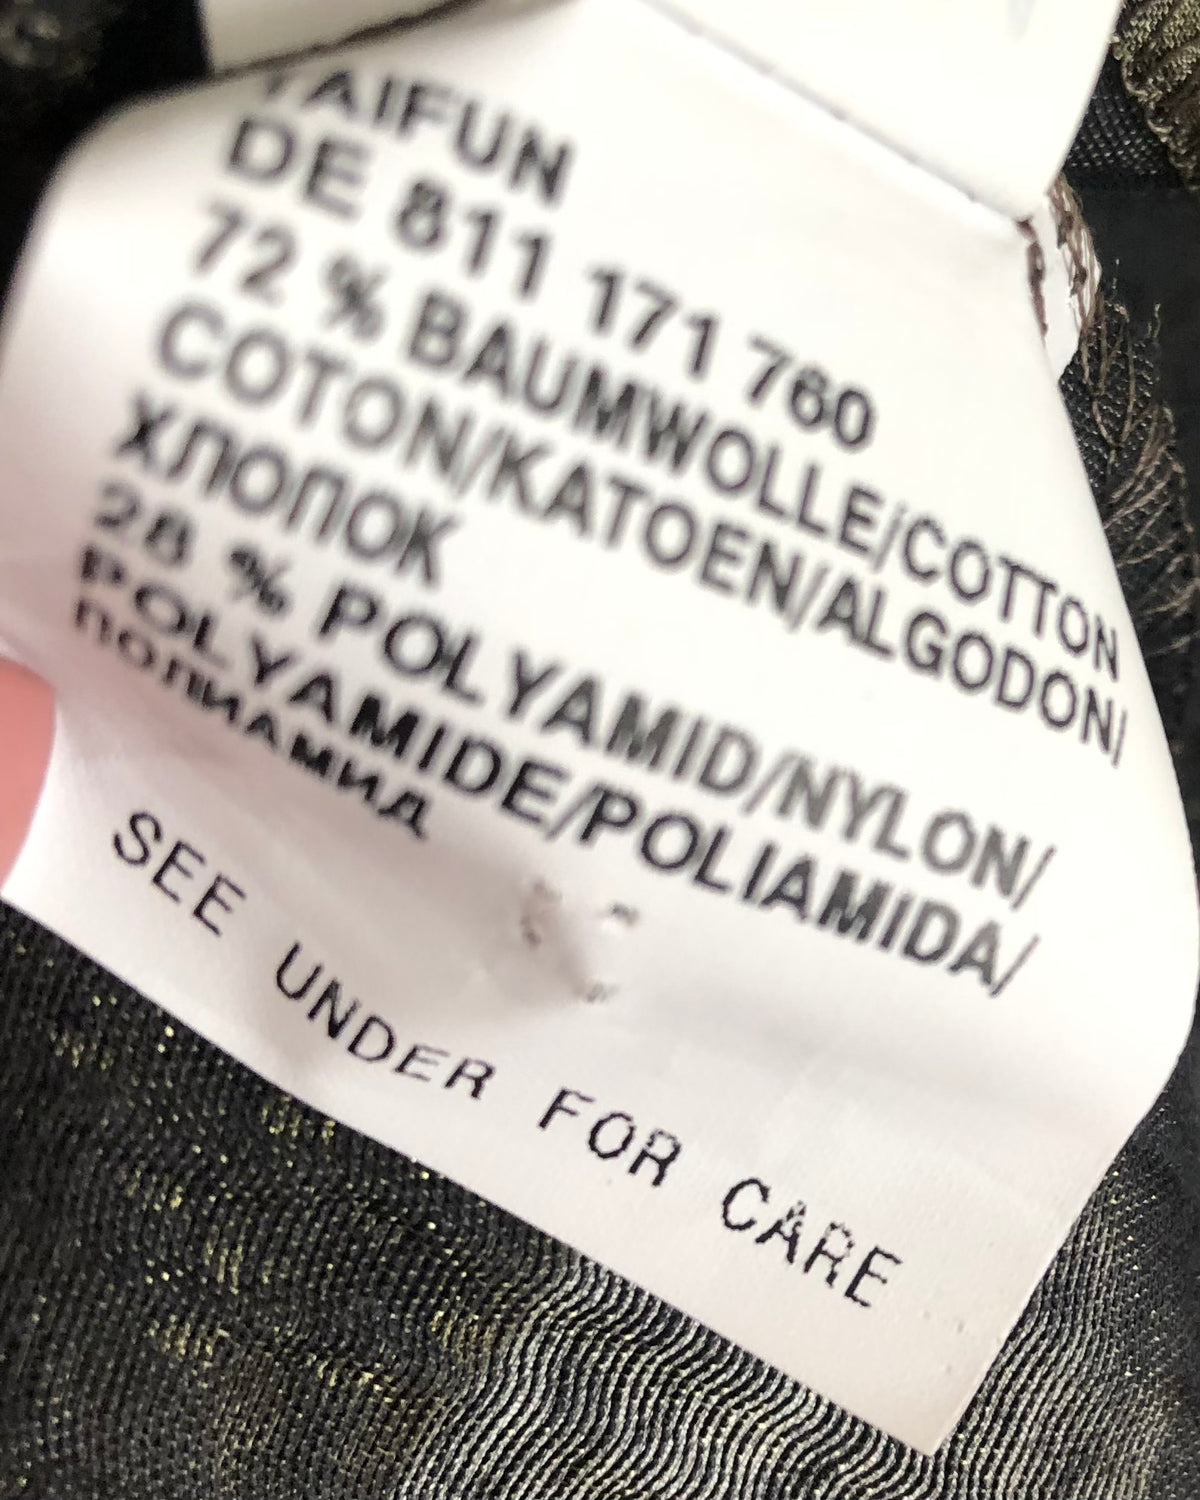 TAIFUN
DE 811 171 760
72 % BAUMWOLLE/COTTON
COTON/KATOEN/ALGODON/
ХЛОПОК
28 % POLYAMID/NYLON/
POLYAMIDE/POLIAMIDA/
ПОЛИАМИД
SEE UNDER FOR CARE